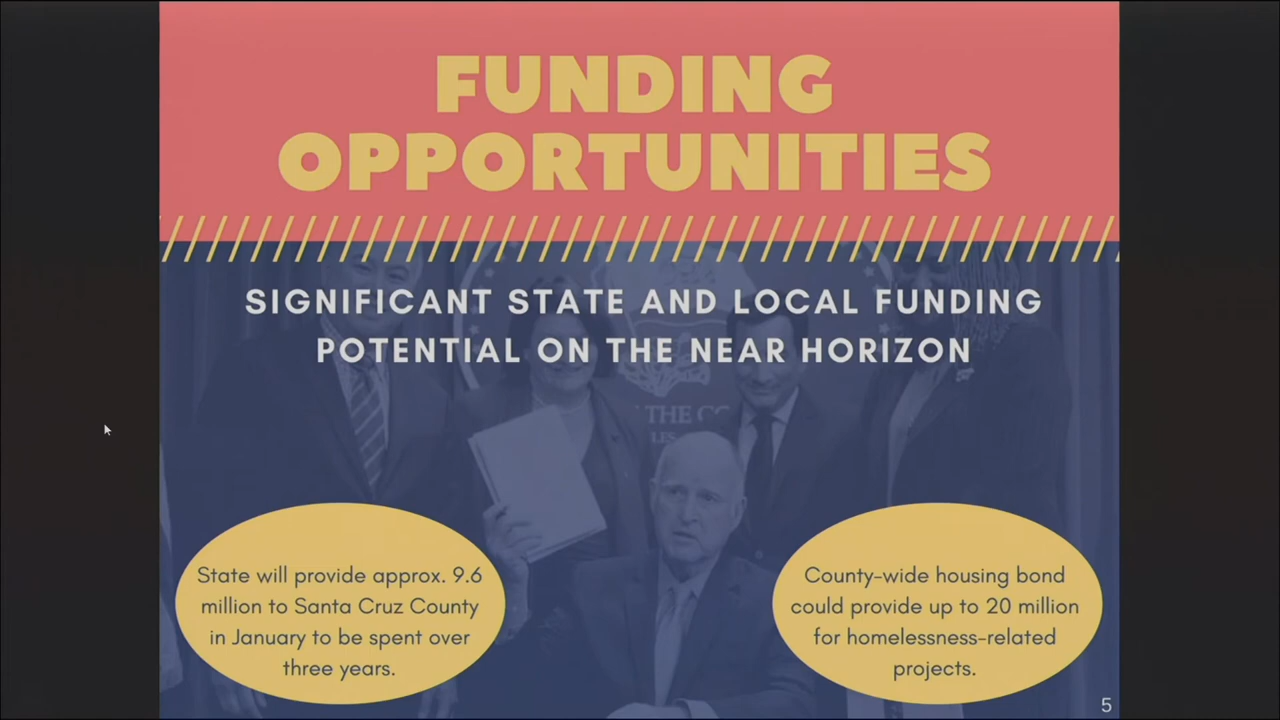 FUNDING
OPPORTUNITIES
SIGNIFICANT STATE AND LOCAL FUNDING
POTENTIAL ON THE NEAR HORIZON
THE
State will provide approx. 9.6
million to Santa Cruz County
in January to be spent over
three years.
County-wide housing bond
could provide up to 20 million
for homelessness-related
projects.
5